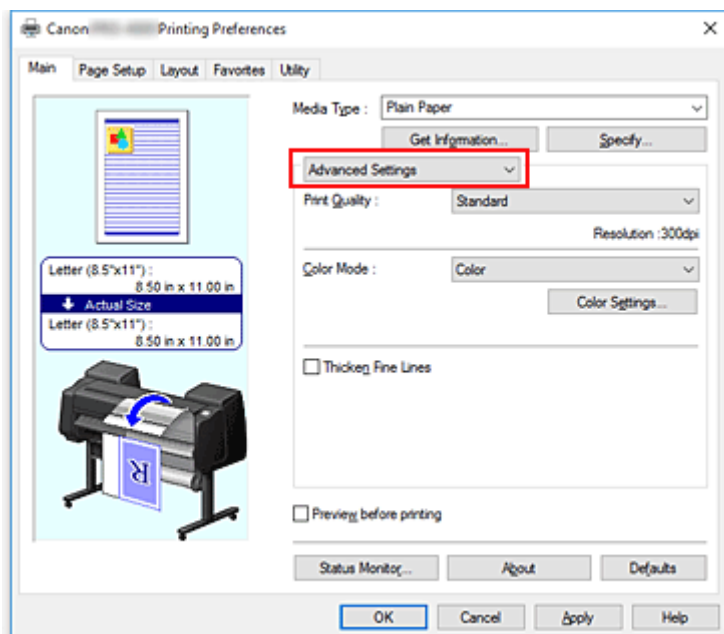 Canon Printing Preferences
Main Page Setup Layout Favorites Utility
Media Type : Plain Paper
Get Information... Specify...
Advanced Settings
Print Quality : Standard
Resolution :300dpi
Color Mode : Color
Color Settings...
Thicken Fine Lines
Letter (8.5"x11") :
8.50 in x 11.00 in
Actual Size
Letter (8.5"x11") :
8.50 in x 11.00 in
R
Preview before printing
Status Monitor... About Defaults
OK Cancel Apply Help